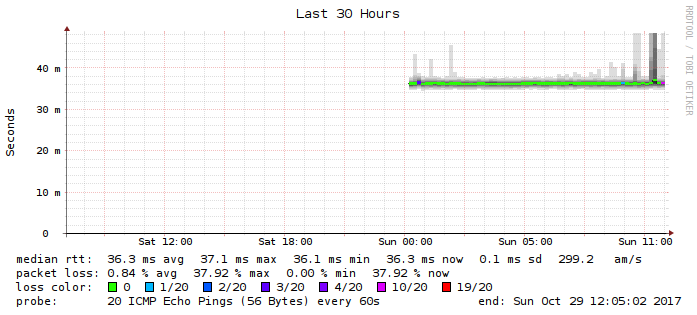 Last 30 Hours
RRDTOOL / TOBI OETIKER
Seconds
40 m
30 m
20 m
10 m
0
Sat 12:00 Sat 18:00 Sun 00:00 Sun 05:00 Sun 11:00
median rtt: 36.3 ms avg 37.1 ms max 36.1 ms min 36.3 ms now 0.1 ms sd 299.2 am/s
packet loss: 0.84 % avg 37.92 % max 0.00 % min 37.92 % now
loss color: 0 1/20 2/20 3/20 4/20 10/20 19/20
probe: 20 ICMP Echo Pings (56 Bytes) every 60s end: Sun Oct 29 12:05:02 2017